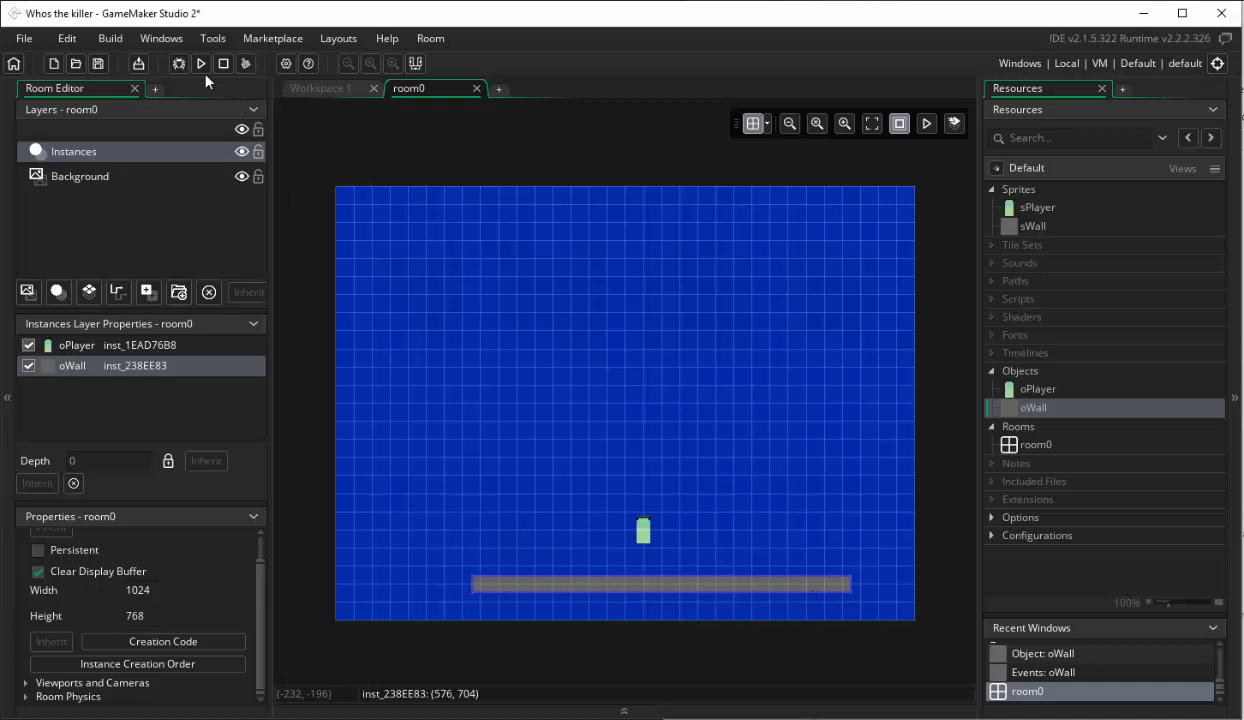 Whos the killer - GameMaker Studio 2*
File Edit Build Windows Tools Marketplace Layouts Help Room
IDE v2.1.5.322 Runtime v2.2.2.326
Windows | Local | VM | Default | default
Room Editor
Workspace 1
room0
Resources
Layers - room0
Resources
Search...
Instances
Background
Default
Views
Sprites
sPlayer
sWall
Tile Sets
Sounds
Paths
Scripts
Shaders
Fonts
Timelines
Objects
oPlayer
oWall
Rooms
room0
Notes
Included Files
Extensions
Options
Configurations
Inherit
Instances Layer Properties - room0
oPlayer inst_1EAD76B8
oWall inst_238EE83
Depth 0 Inherit
Inherit
Properties - room0
Inherit
Persistent
Clear Display Buffer
Width 1024
Height 768
Inherit Creation Code
Instance Creation Order
Viewports and Cameras
Room Physics
(-232, -196) inst_238EE83: (576, 704)
100%
Recent Windows
Object: oWall
Events: oWall
room0